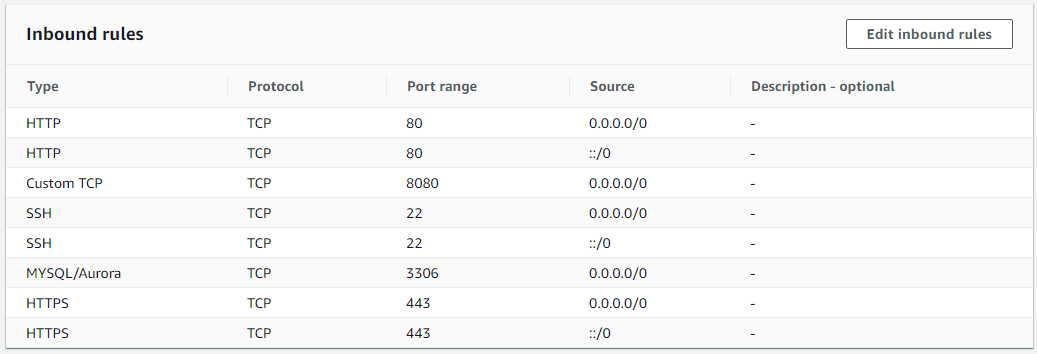 Inbound rules
Edit inbound rules
Type Protocol Port range Source Description - optional
HTTP TCP 80 0.0.0.0/0 -
HTTP TCP 80 ::/0 -
Custom TCP TCP 8080 0.0.0.0/0 -
SSH TCP 22 0.0.0.0/0 -
SSH TCP 22 ::/0 -
MYSQL/Aurora TCP 3306 0.0.0.0/0 -
HTTPS TCP 443 0.0.0.0/0 -
HTTPS TCP 443 ::/0 -